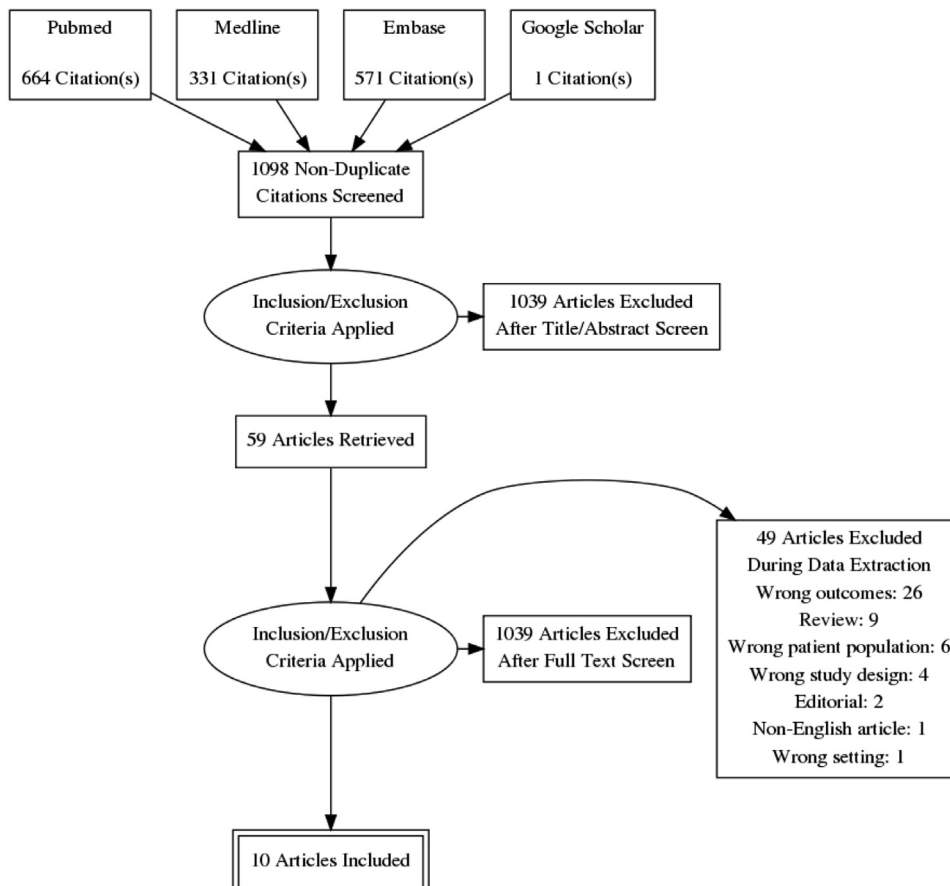 Pubmed
664 Citation(s)
Medline
331 Citation(s)
Embase
571 Citation(s)
Google Scholar
1 Citation(s)
1098 Non-Duplicate
Citations Screened
Inclusion/Exclusion
Criteria Applied
1039 Articles Excluded
After Title/Abstract Screen
59 Articles Retrieved
49 Articles Excluded
During Data Extraction
Wrong outcomes: 26
Review: 9
Wrong patient population: 6
Wrong study design: 4
Editorial: 2
Non-English article: 1
Wrong setting: 1
Inclusion/Exclusion
Criteria Applied
1039 Articles Excluded
After Full Text Screen
10 Articles Included